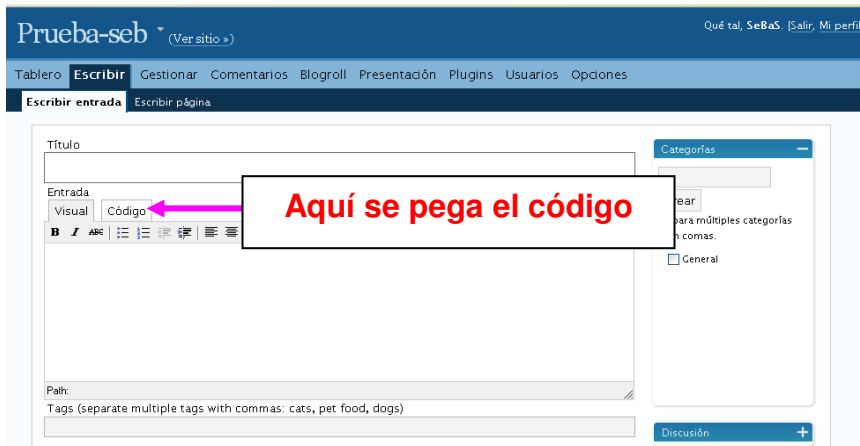 Prueba-seb (Ver sitio »)
Qué tal, SeBaS. [Salir, Mi perfil
Tablero Escribir Gestionar Comentarios Blogroll Presentación Plugins Usuarios Opciones
Escribir entrada Escribir página
Título
Categorías
Entrada
Visual Código
Aquí se pega el código
rear
para múltiples categorías
n comas.
B I ABC
General
Path:
Tags (separate multiple tags with commas: cats, pet food, dogs)
Discusión